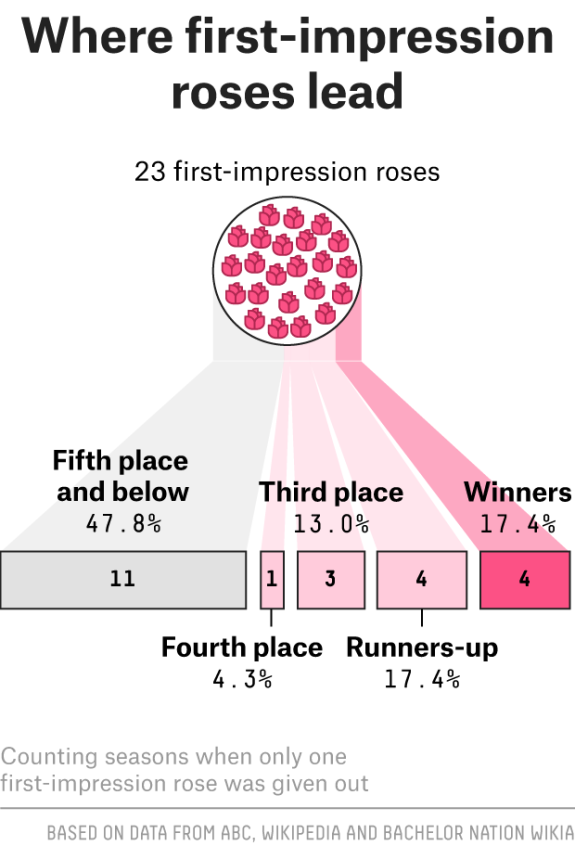 Where first-impression
roses lead
23 first-impression roses
Fifth place
and below
47.8%
Third place
13.0%
Winners
17.4%
11
1
3
4
4
Fourth place
4.3%
Runners-up
17.4%
Counting seasons when only one
first-impression rose was given out
BASED ON DATA FROM ABC, WIKIPEDIA AND BACHELOR NATION WIKIA